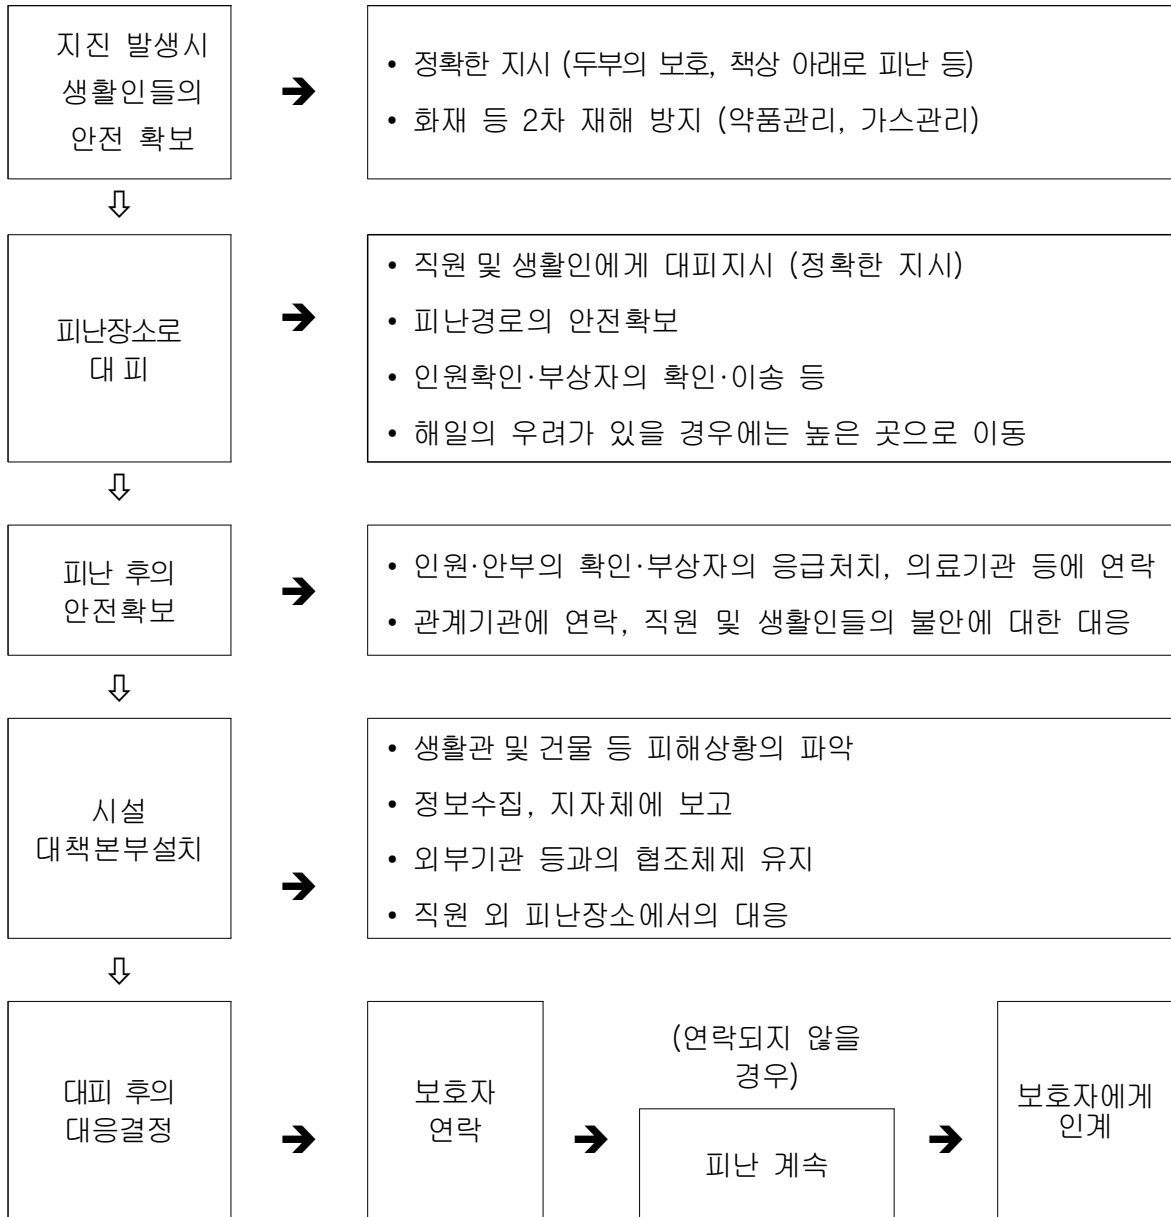 지진 발생시
생활인들의
안전 확보
➔
• 정확한 지시 (두부의 보호, 책상 아래로 피난 등)
• 화재 등 2차 재해 방지 (약품관리, 가스관리)
⇩
피난장소로
대 피
➔
• 직원 및 생활인에게 대피지시 (정확한 지시)
• 피난경로의 안전확보
• 인원확인·부상자의 확인·이송 등
• 해일의 우려가 있을 경우에는 높은 곳으로 이동
⇩
피난 후의
안전확보
➔
• 인원·안부의 확인·부상자의 응급처치, 의료기관 등에 연락
• 관계기관에 연락, 직원 및 생활인들의 불안에 대한 대응
⇩
시설
대책본부설치
➔
• 생활관 및 건물 등 피해상황의 파악
• 정보수집, 지자체에 보고
• 외부기관 등과의 협조체제 유지
• 직원 외 피난장소에서의 대응
⇩
대피 후의
대응결정
➔
보호자
연락
➔
(연락되지 않을
경우)
피난 계속
➔
보호자에게
인계